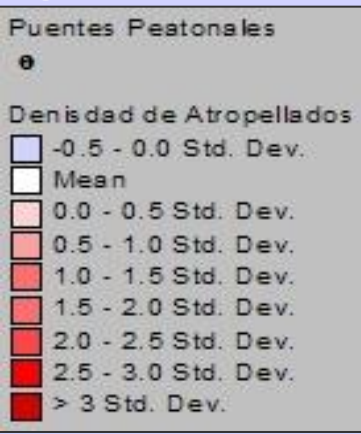 Puentes Peatonales
Denisdad de Atropellados
-0.5 - 0.0 Std. Dev.
Mean
0.0 - 0.5 Std. Dev.
0.5 - 1.0 Std. Dev.
1.0 - 1.5 Std. Dev.
1.5 - 2.0 Std. Dev.
2.0 - 2.5 Std. Dev.
2.5 - 3.0 Std. Dev.
> 3 Std. Dev.